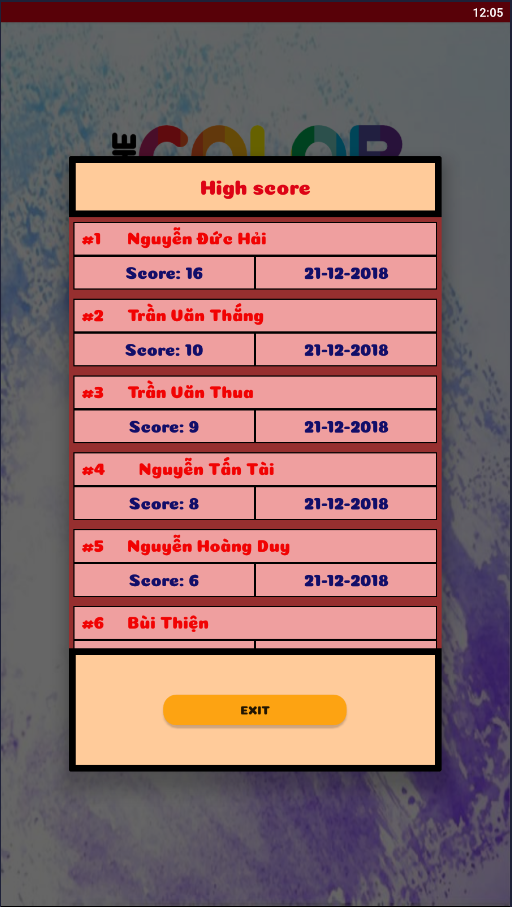 12:05
THE
COLOR
High score
#1 Nguyễn Đức Hải
Score: 16 21-12-2018
#2 Trần Văn Thắng
Score: 10 21-12-2018
#3 Trần Văn Thua
Score: 9 21-12-2018
#4 Nguyễn Tấn Tài
Score: 8 21-12-2018
#5 Nguyễn Hoàng Duy
Score: 6 21-12-2018
#6 Bùi Thiện
EXIT